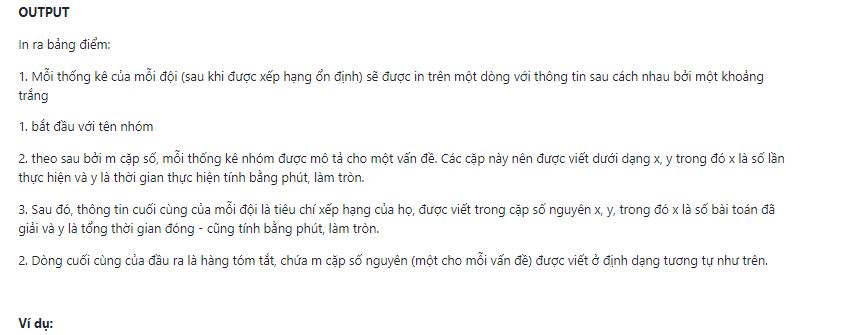 OUTPUT
In ra bảng điểm:
1. Mỗi thống kê của mỗi đội (sau khi được xếp hạng ổn định) sẽ được in trên một dòng với thông tin sau cách nhau bởi một khoảng
trắng
1. bắt đầu với tên nhóm
2. theo sau bởi m cặp số, mỗi thống kê nhóm được mô tả cho một vấn đề. Các cặp này nên được viết dưới dạng x, y trong đó x là số lần
thực hiện và y là thời gian thực hiện tính bằng phút, làm tròn.
3. Sau đó, thông tin cuối cùng của mỗi đội là tiêu chí xếp hạng của họ, được viết trong cặp số nguyên x, y, trong đó x là số bài toán đã
giải và y là tổng thời gian đóng - cũng tính bằng phút, làm tròn.
2. Dòng cuối cùng của đầu ra là hàng tóm tắt, chứa m cặp số nguyên (một cho mỗi vấn đề) được viết ở định dạng tương tự như trên.
Ví dụ: